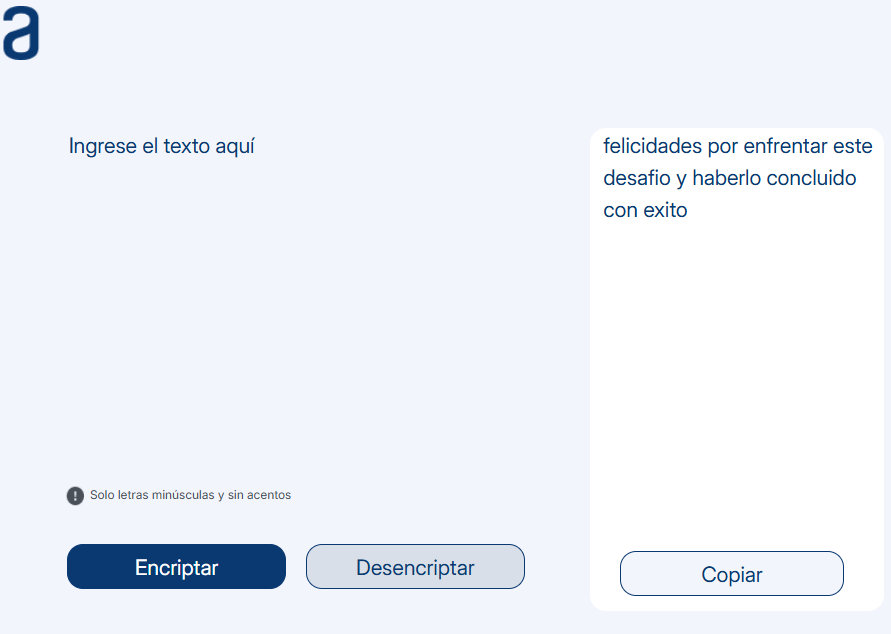 a
Ingrese el texto aquí
felicidades por enfrentar este
desafio y haberlo concluido
con exito
Solo letras minúsculas y sin acentos
Encriptar
Desencriptar
Copiar